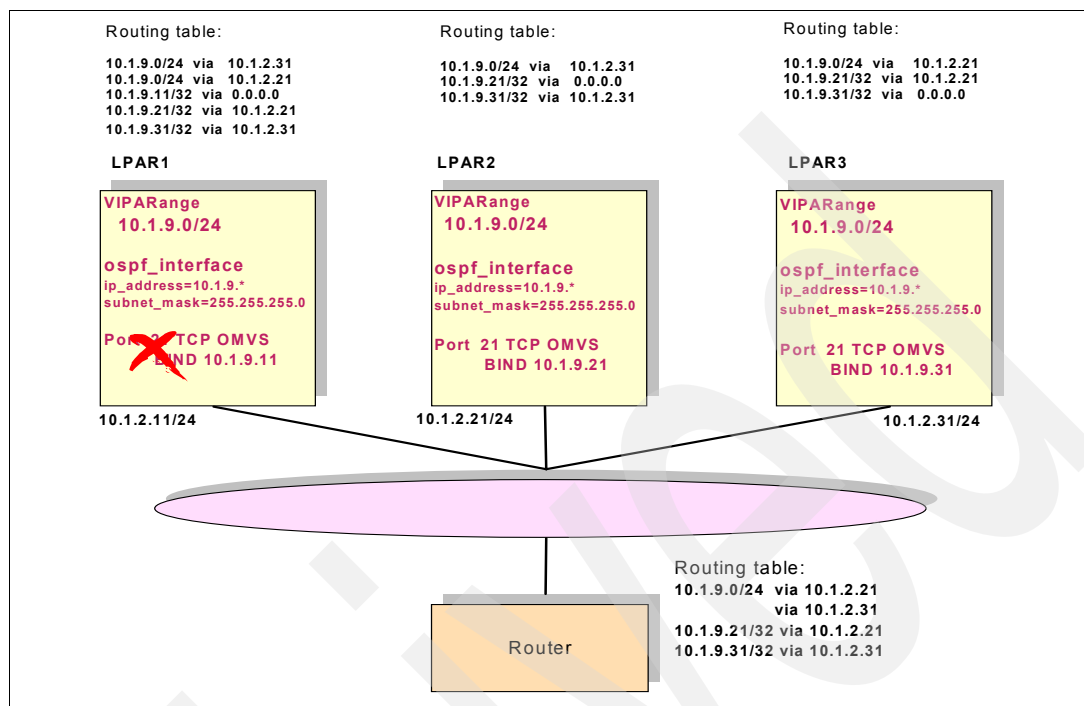 Routing table:
10.1.9.0/24 via 10.1.2.31
10.1.9.0/24 via 10.1.2.21
10.1.9.11/32 via 0.0.0.0
10.1.9.21/32 via 10.1.2.21
10.1.9.31/32 via 10.1.2.31
LPAR1
VIPARange
10.1.9.0/24
ospf_interface
ip_address=10.1.9.*
subnet_mask=255.255.255.0
Port 2 TCP OMVS
BIND 10.1.9.11
10.1.2.11/24
Routing table:
10.1.9.0/24 via 10.1.2.31
10.1.9.21/32 via 0.0.0.0
10.1.9.31/32 via 10.1.2.31
LPAR2
VIPARange
10.1.9.0/24
ospf_interface
ip_address=10.1.9.*
subnet_mask=255.255.255.0
Port 21 TCP OMVS
BIND 10.1.9.21
10.1.2.21/24
Routing table:
10.1.9.0/24 via 10.1.2.21
10.1.9.21/32 via 10.1.2.21
10.1.9.31/32 via 0.0.0.0
LPAR3
VIPARange
10.1.9.0/24
ospf_interface
ip_address=10.1.9.*
subnet_mask=255.255.255.0
Port 21 TCP OMVS
BIND 10.1.9.31
10.1.2.31/24
Routing table:
10.1.9.0/24 via 10.1.2.21
via 10.1.2.31
10.1.9.21/32 via 10.1.2.21
10.1.9.31/32 via 10.1.2.31
Router